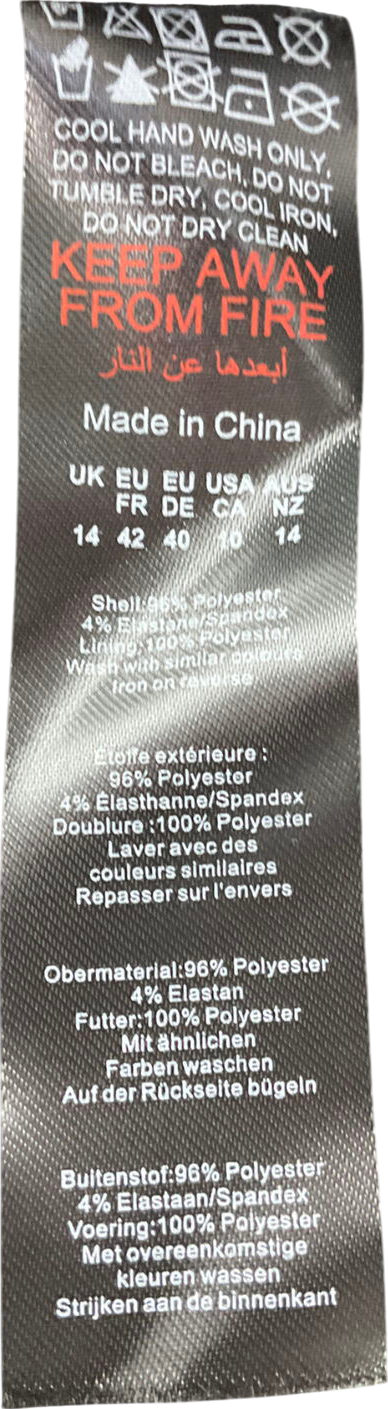 COOL HAND WASH ONLY,
DO NOT BLEACH, DO NOT
TUMBLE DRY, COOL IRON,
DO NOT DRY CLEAN
KEEP AWAY
FROM FIRE
أبعدها عن النار
Made in China
UK EU EU USA AUS
FR DE CA NZ
14 42 40 10 14
Shell:96% Polyester
4% Elastane/Spandex
Lining:100% Polyester
Wash with similar colours
Iron on reverse
Étoffe extérieure :
96% Polyester
4% Élasthanne/Spandex
Doublure :100% Polyester
Laver avec des
couleurs similaires
Repasser sur l'envers
Obermaterial:96% Polyester
4% Elastan
Futter:100% Polyester
Mit ähnlichen
Farben waschen
Auf der Rückseite bügeln
Buitenstof:96% Polyester
4% Elastaan/Spandex
Voering:100% Polyester
Met overeenkomstige
kleuren wassen
Strijken aan de binnenkant